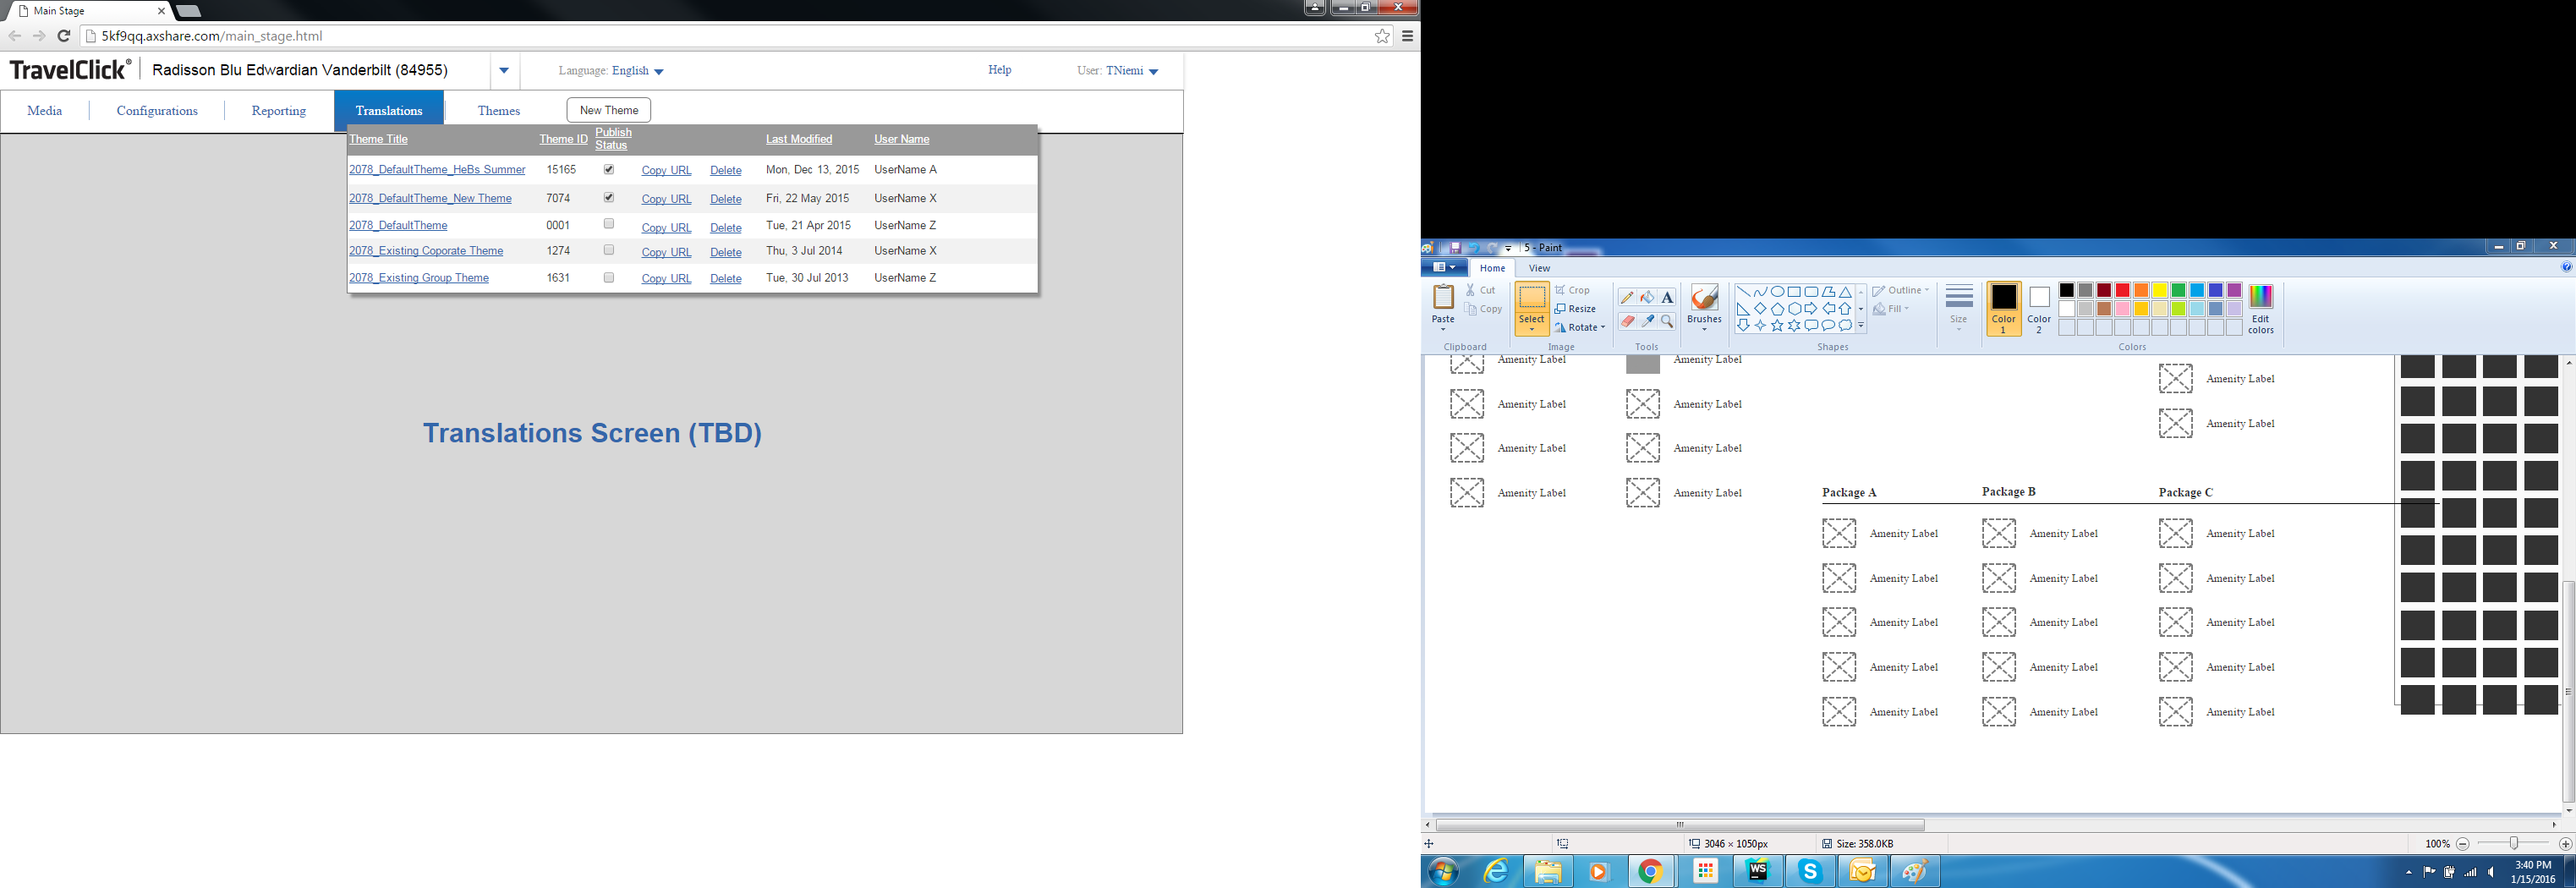 Main Stage
5kf9qq.axshare.com/main_stage.html
TravelClick® Radisson Blu Edwardian Vanderbilt (84955) Language: English Help User: TNiemi
Media Configurations Reporting Translations Themes New Theme
Theme Title Theme ID Publish Status Last Modified User Name
2078_DefaultTheme_HeBs Summer 15165 Copy URL Delete Mon, Dec 13, 2015 UserName A
2078_DefaultTheme_New Theme 7074 Copy URL Delete Fri, 22 May 2015 UserName X
2078_DefaultTheme 0001 Copy URL Delete Tue, 21 Apr 2015 UserName Z
2078_Existing Coporate Theme 1274 Copy URL Delete Thu, 3 Jul 2014 UserName X
2078_Existing Group Theme 1631 Copy URL Delete Tue, 30 Jul 2013 UserName Z
Translations Screen (TBD)
5 - Paint
Home View
Paste Cut Copy Select Crop Resize Rotate A Brushes Outline Fill Size Color 1 Color 2 Edit colors
Clipboard Image Tools Shapes Colors
Amenity Label Amenity Label
Amenity Label
Amenity Label Amenity Label
Amenity Label
Amenity Label Amenity Label
Amenity Label Amenity Label
Package A Package B Package C
Amenity Label Amenity Label Amenity Label
Amenity Label Amenity Label Amenity Label
Amenity Label Amenity Label Amenity Label
Amenity Label Amenity Label Amenity Label
Amenity Label Amenity Label Amenity Label
3046 × 1050px Size: 358.0KB 100%
WS S
3:40 PM
1/15/2016